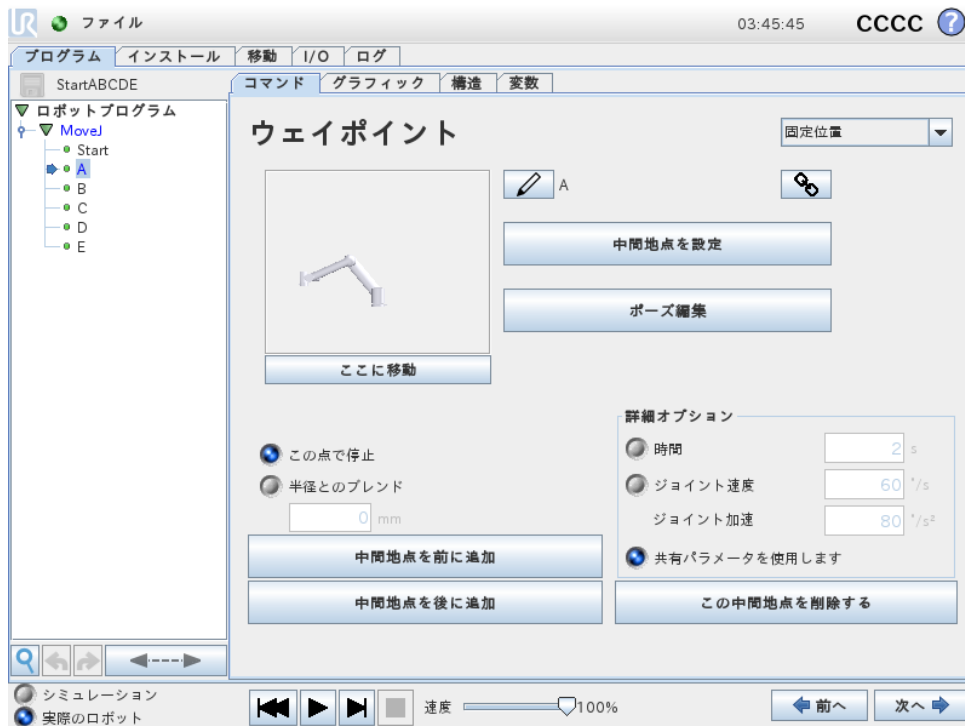 UR ファイル 03:45:45 CCCC ?
プログラム インストール 移動 I/O ログ
StartABCDE
コマンド グラフィック 構造 変数
ロボットプログラム
MoveJ
Start
A
B
C
D
E
ウェイポイント
固定位置
A
中間地点を設定
ポーズ編集
ここに移動
この点で停止
半径とのブレンド
0 mm
詳細オプション
時間 2 s
ジョイント速度 60 °/s
ジョイント加速 80 °/s²
共有パラメータを使用します
中間地点を前に追加
中間地点を後に追加
この中間地点を削除する
シミュレーション
実際のロボット
速度 100%
前へ 次へ